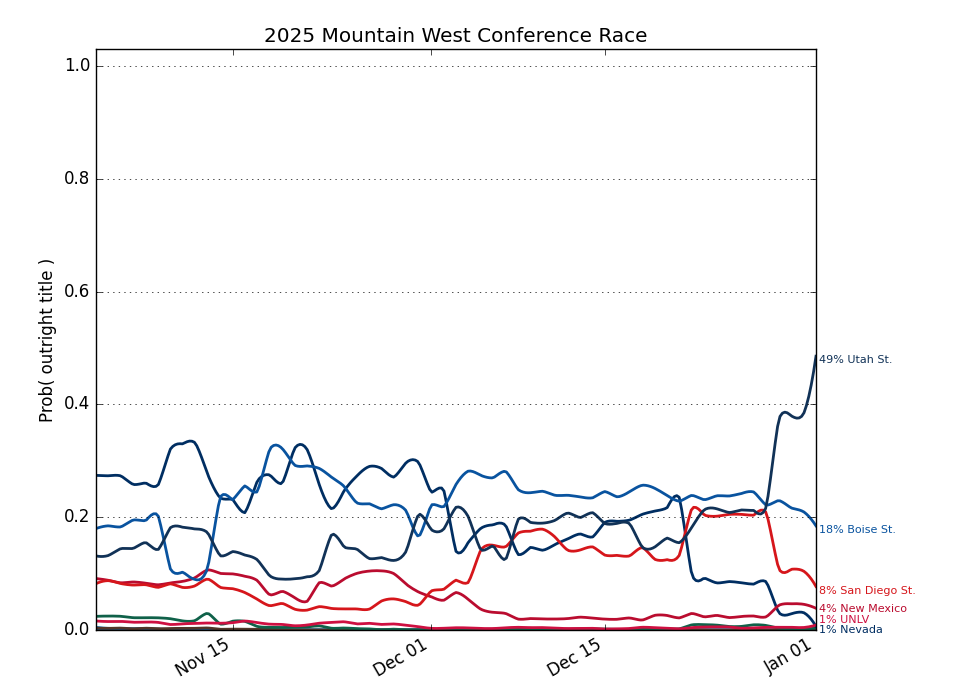 2025 Mountain West Conference Race
Prob( outright title )
1.0
0.8
0.6
0.4
0.2
0.0
Nov 15
Dec 01
Dec 15
Jan 01
49% Utah St.
18% Boise St.
8% San Diego St.
4% New Mexico
1% UNLV
1% Nevada